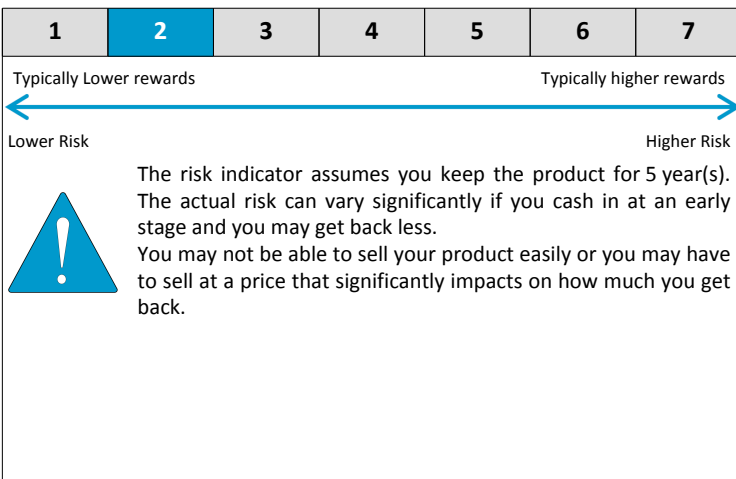 1 2 3 4 5 6 7
Typically Lower rewards Typically higher rewards
Lower Risk Higher Risk
The risk indicator assumes you keep the product for 5 year(s).
The actual risk can vary significantly if you cash in at an early
stage and you may get back less.
You may not be able to sell your product easily or you may have
to sell at a price that significantly impacts on how much you get
back.